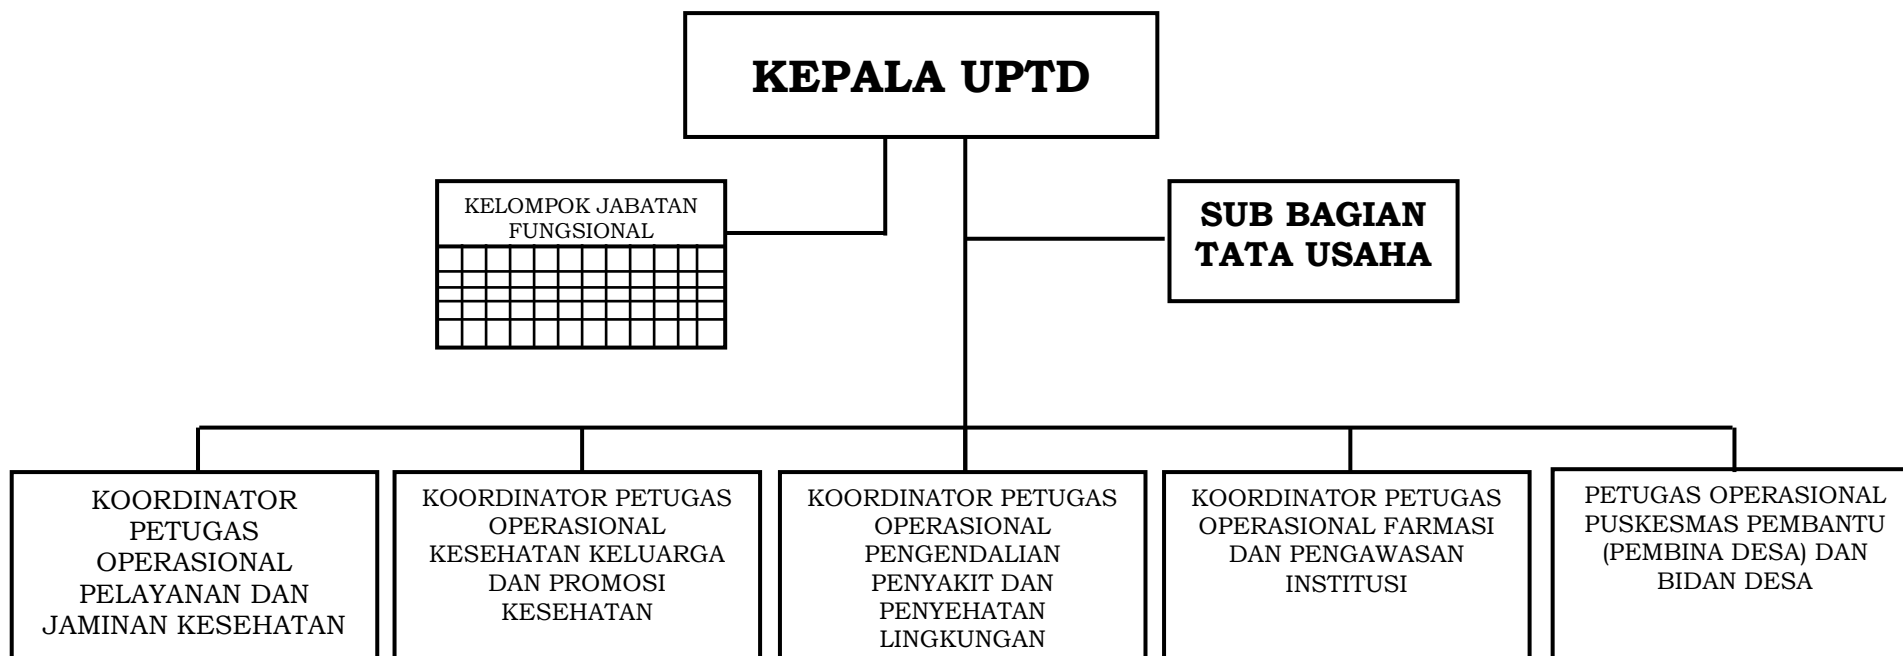 KEPALA UPTD
KELOMPOK JABATAN
FUNGSIONAL
SUB BAGIAN
TATA USAHA
KOORDINATOR
PETUGAS
OPERASIONAL
PELAYANAN DAN
JAMINAN KESEHATAN
KOORDINATOR PETUGAS
OPERASIONAL
KESEHATAN KELUARGA
DAN PROMOSI
KESEHATAN
KOORDINATOR PETUGAS
OPERASIONAL
PENGENDALIAN
PENYAKIT DAN
PENYEHATAN
LINGKUNGAN
KOORDINATOR PETUGAS
OPERASIONAL FARMASI
DAN PENGAWASAN
INSTITUSI
PETUGAS OPERASIONAL
PUSKESMAS PEMBANTU
(PEMBINA DESA) DAN
BIDAN DESA